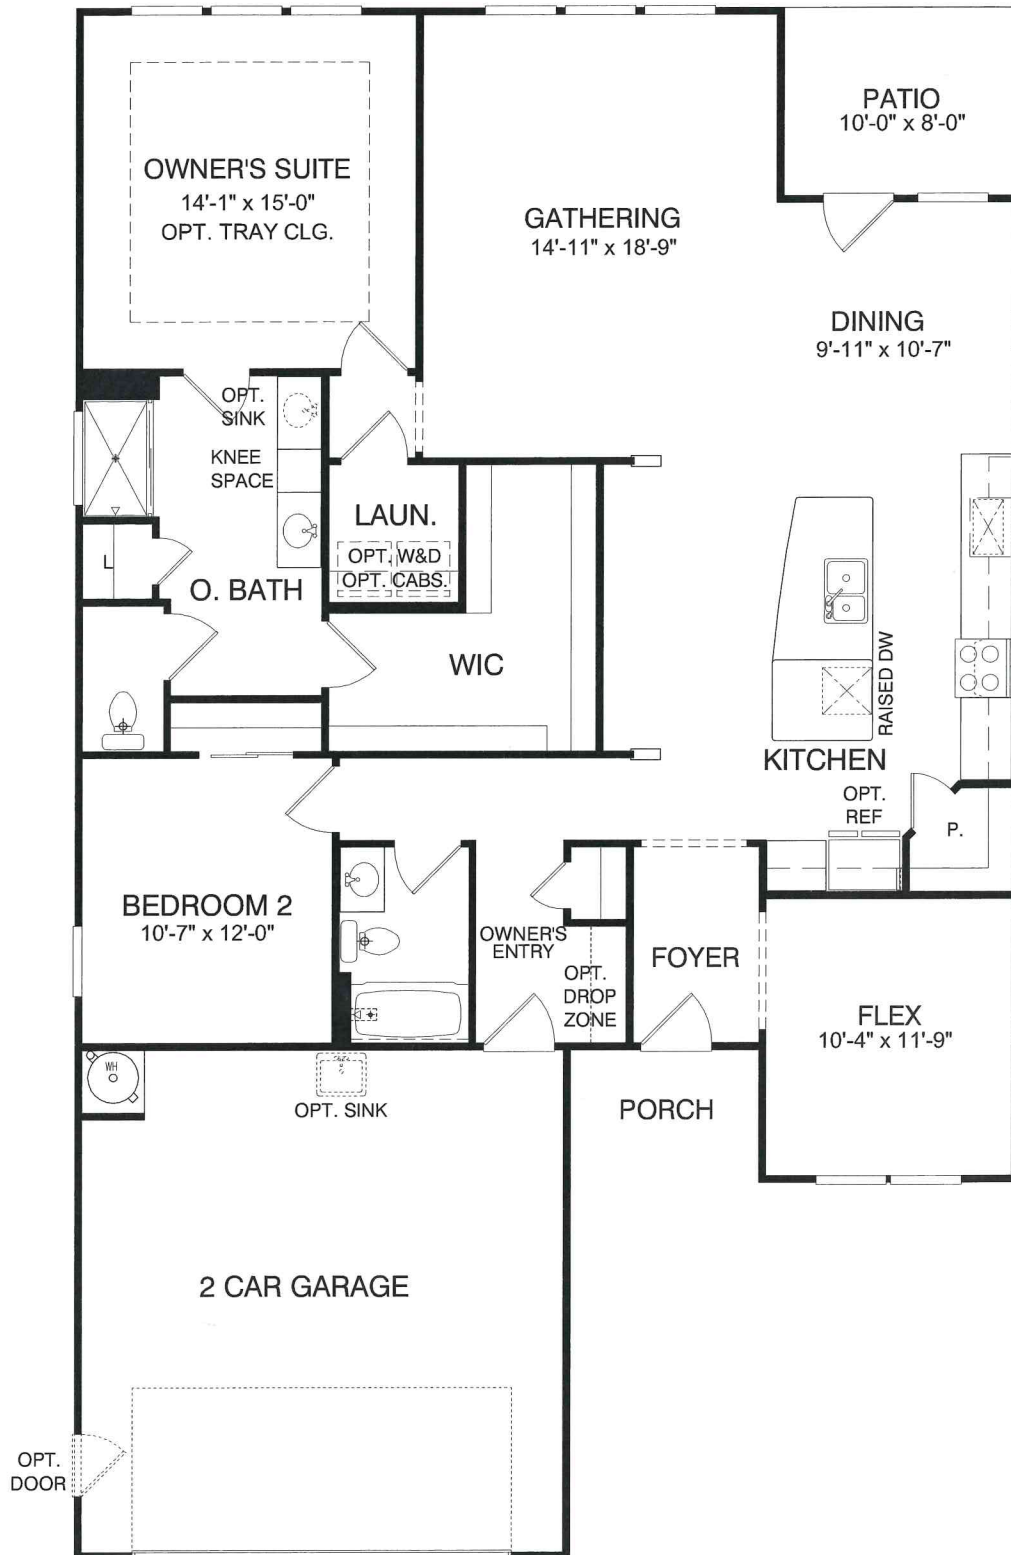 PATIO
10'-0" x 8'-0"
OWNER'S SUITE
14'-1" x 15'-0"
OPT. TRAY CLG.
GATHERING
14'-11" x 18'-9"
DINING
9'-11" x 10'-7"
OPT.
SINK
KNEE
SPACE
LAUN.
OPT. W&D
OPT. CABS.
L
O. BATH
WIC
RAISED DW
KITCHEN
OPT.
REF
P.
BEDROOM 2
10'-7" x 12'-0"
OWNER'S
ENTRY
OPT.
DROP
ZONE
FOYER
FLEX
10'-4" x 11'-9"
WH
OPT. SINK
PORCH
2 CAR GARAGE
OPT.
DOOR